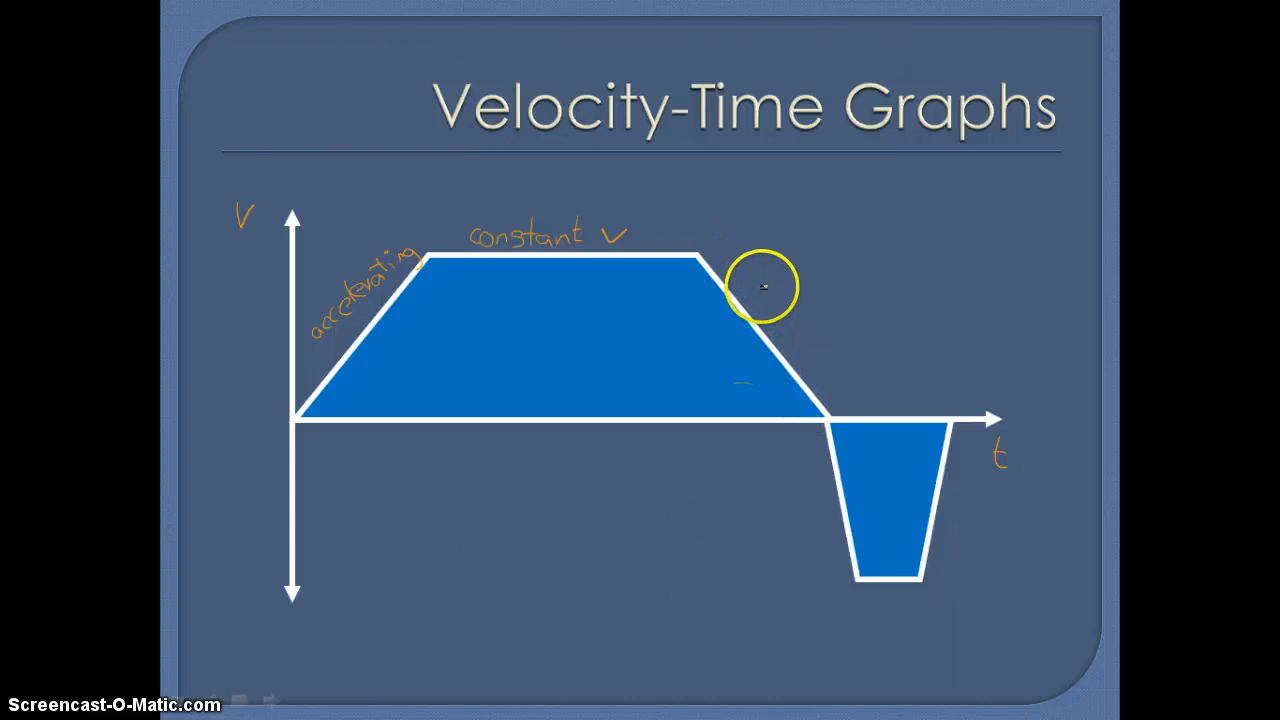 Velocity-Time Graphs
V
constant v
accelerating
t
Screencast-O-Matic.com